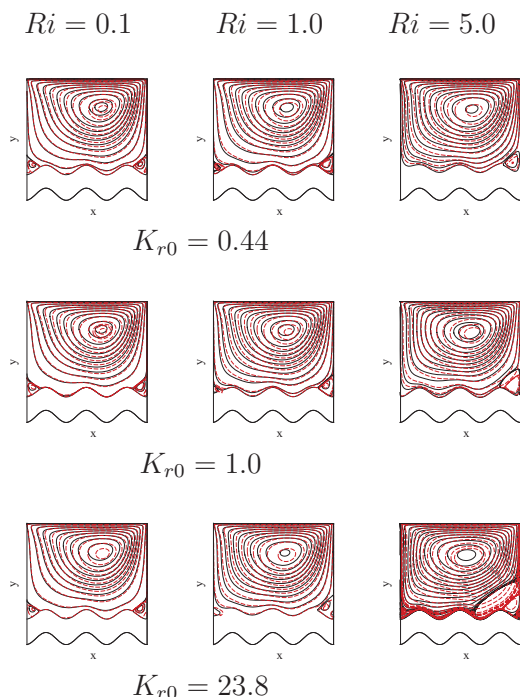 Ri = 0.1 Ri = 1.0 Ri = 5.0
y
x
y
y
x
K_{r0} = 0.44
y
x
y
y
x
K_{r0} = 1.0
y
x
y
x
y
x
K_{r0} = 23.8